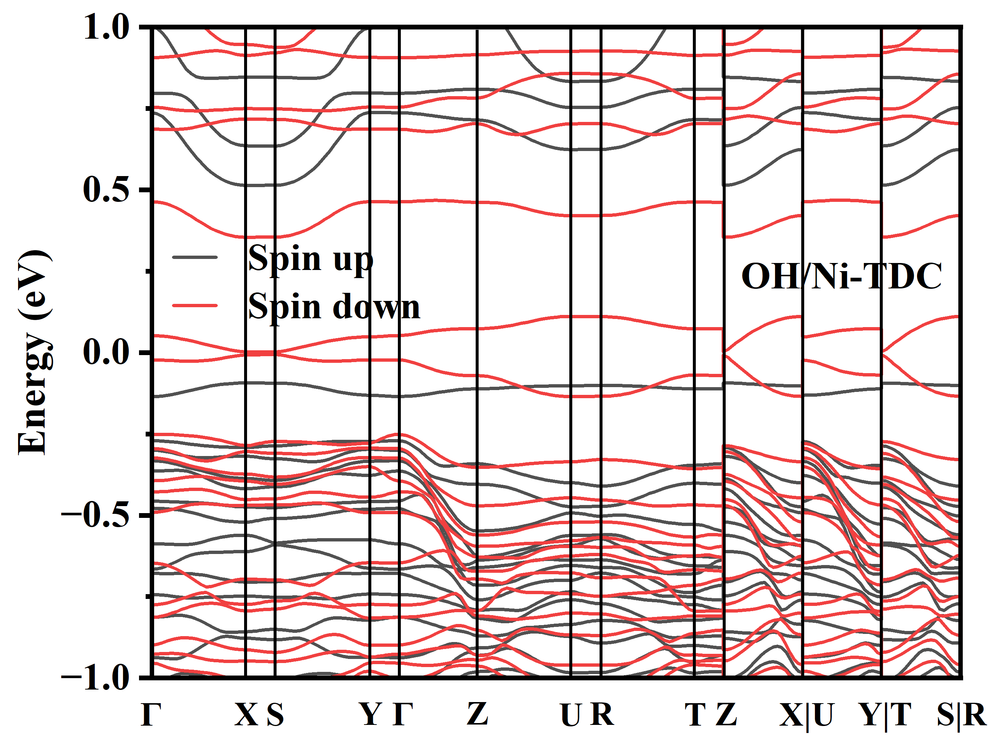 1.0
0.5
0.0
−0.5
−1.0
Energy (eV)
Spin up
Spin down
OH/Ni-TDC
Γ X S Y Γ Z U R T Z X|U Y|T S|R